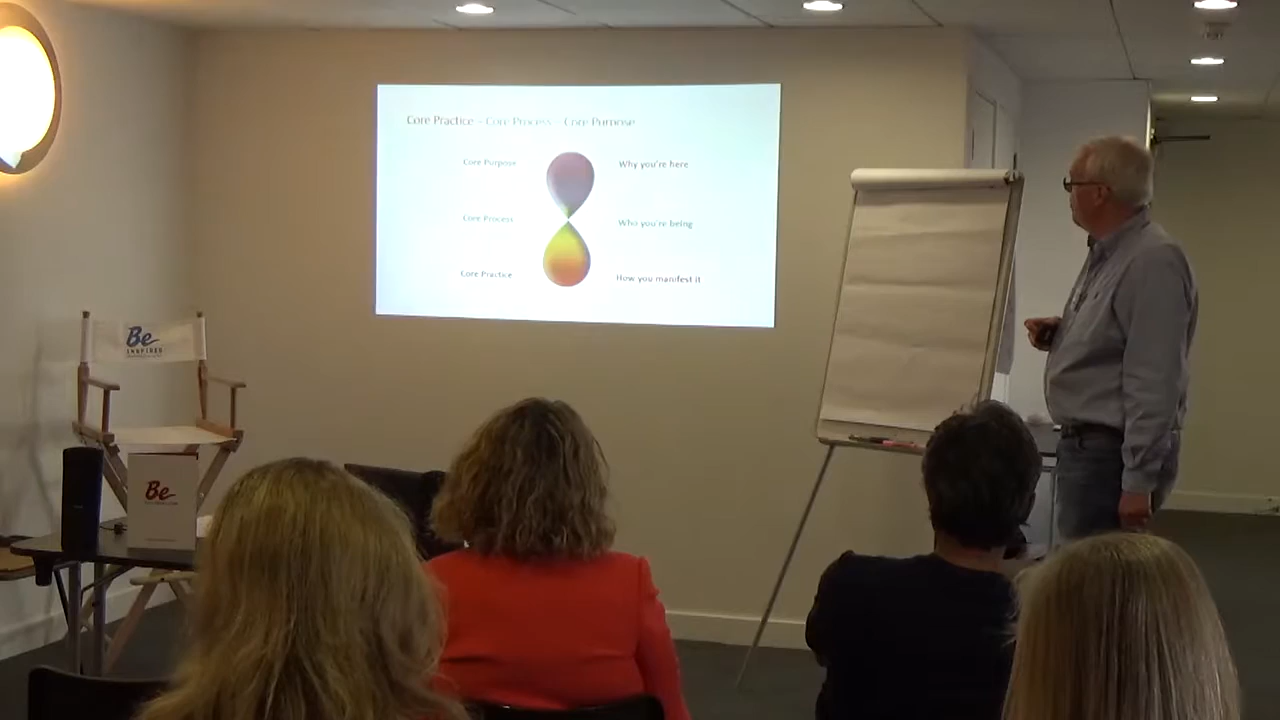 Core Practice - Core Process - Core Purpose
Core Purpose
Why you're here
Core Process
Who you're being
Core Practice
How you manifest it
Be
INSPIRED
Be